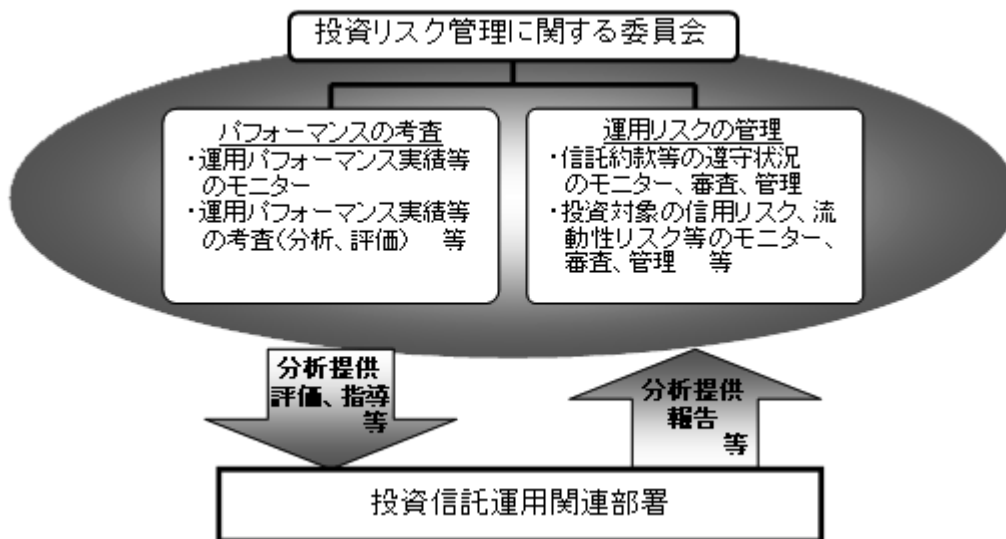 投資リスク管理に関する委員会
パフォーマンスの考査
・運用パフォーマンス実績等
のモニター
・運用パフォーマンス実績等
の考査(分析、評価)　等
運用リスクの管理
・信託約款等の遵守状況
のモニター、審査、管理
・投資対象の信用リスク、流
動性リスク等のモニター、
審査、管理　等
分析提供
評価、指導
等
分析提供
報告
等
投資信託運用関連部署